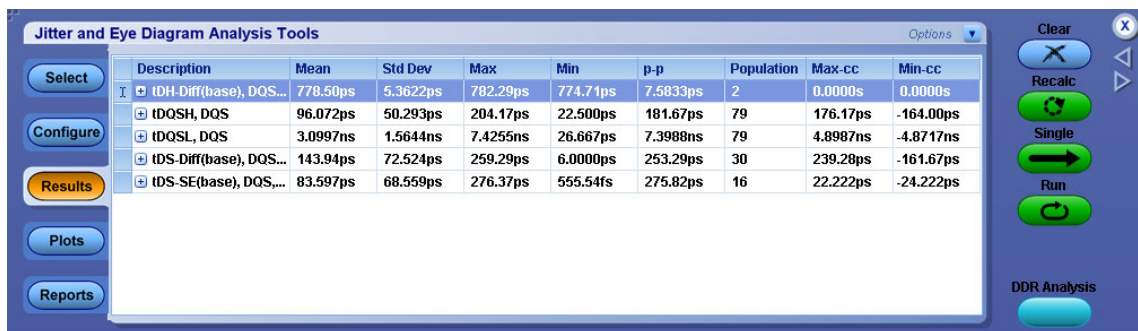 Jitter and Eye Diagram Analysis Tools
Options
Clear
X
Select
Configure
Results
Plots
Reports
Description Mean Std Dev Max Min p-p Population Max-cc Min-cc
tDH-Diff(base), DQS... 778.50ps 5.3622ps 782.29ps 774.71ps 7.5833ps 2 0.0000s 0.0000s
tDQSH, DQS 96.072ps 50.293ps 204.17ps 22.500ps 181.67ps 79 176.17ps -164.00ps
tDQSL, DQS 3.0997ns 1.5644ns 7.4255ns 26.667ps 7.3988ns 79 4.8987ns -4.8717ns
tDS-Diff(base), DQS... 143.94ps 72.524ps 259.29ps 6.0000ps 253.29ps 30 239.28ps -161.67ps
tDS-SE(base), DQS,... 83.597ps 68.559ps 276.37ps 555.54fs 275.82ps 16 22.222ps -24.222ps
Recalc
Single
Run
DDR Analysis